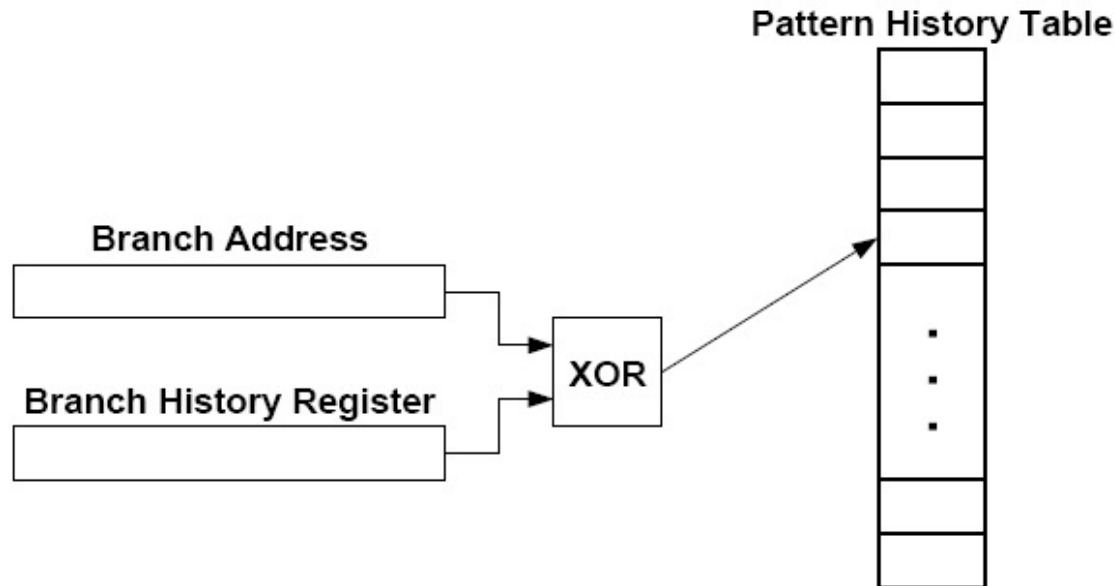 Pattern History Table
Branch Address
XOR
Branch History Register